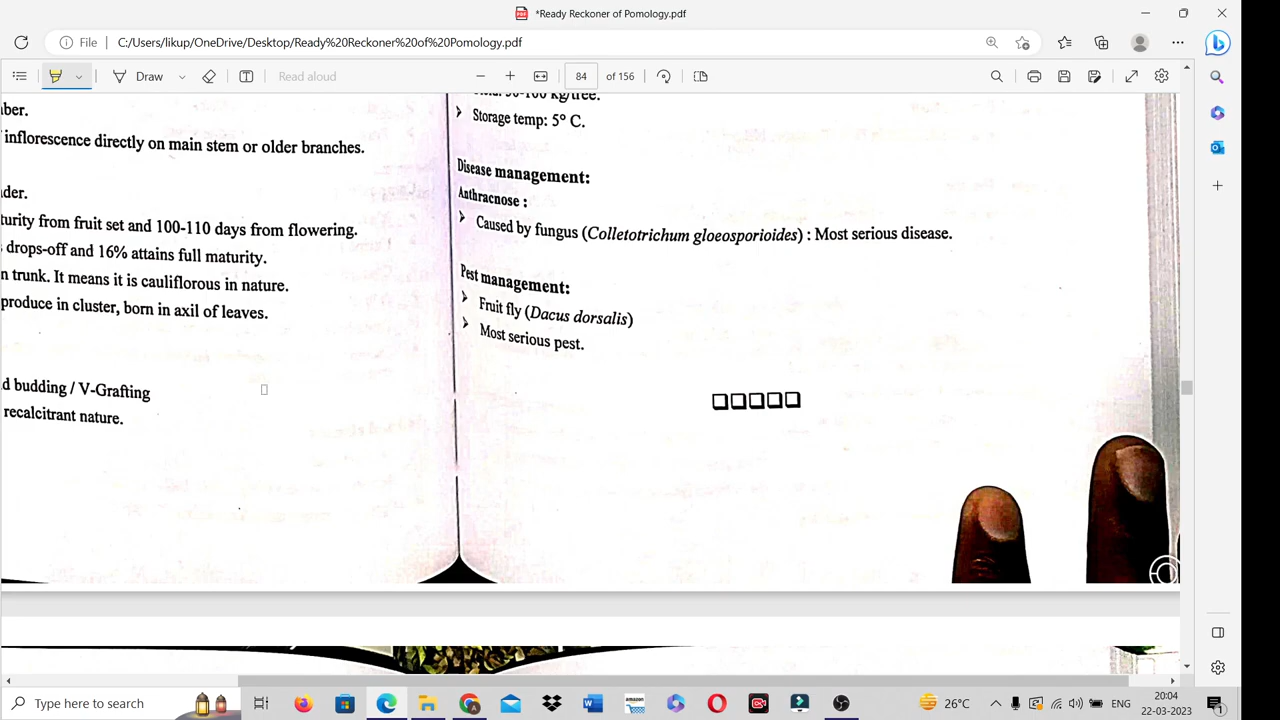 *Ready Reckoner of Pomology.pdf
File
C:/Users/likup/OneDrive/Desktop/Ready%20Reckoner%20of%20Pomology.pdf
Draw
Read aloud
84 of 156
inflorescence directly on main stem or older branches.
turity from fruit set and 100-110 days from flowering.
drops-off and 16% attains full maturity.
n trunk. It means it is cauliflorous in nature.
produce in cluster, born in axil of leaves.
d budding / V-Grafting
recalcitrant nature.
kg/tree.
➤ Storage temp: 5° C.
Disease management:
Anthracnose :
➤ Caused by fungus (Colletotrichum gloeosporioides) : Most serious disease.
Pest management:
➤ Fruit fly (Dacus dorsalis)
➤ Most serious pest.
Type here to search
amazon
26°C
ENG
20:04
22-03-2023
1